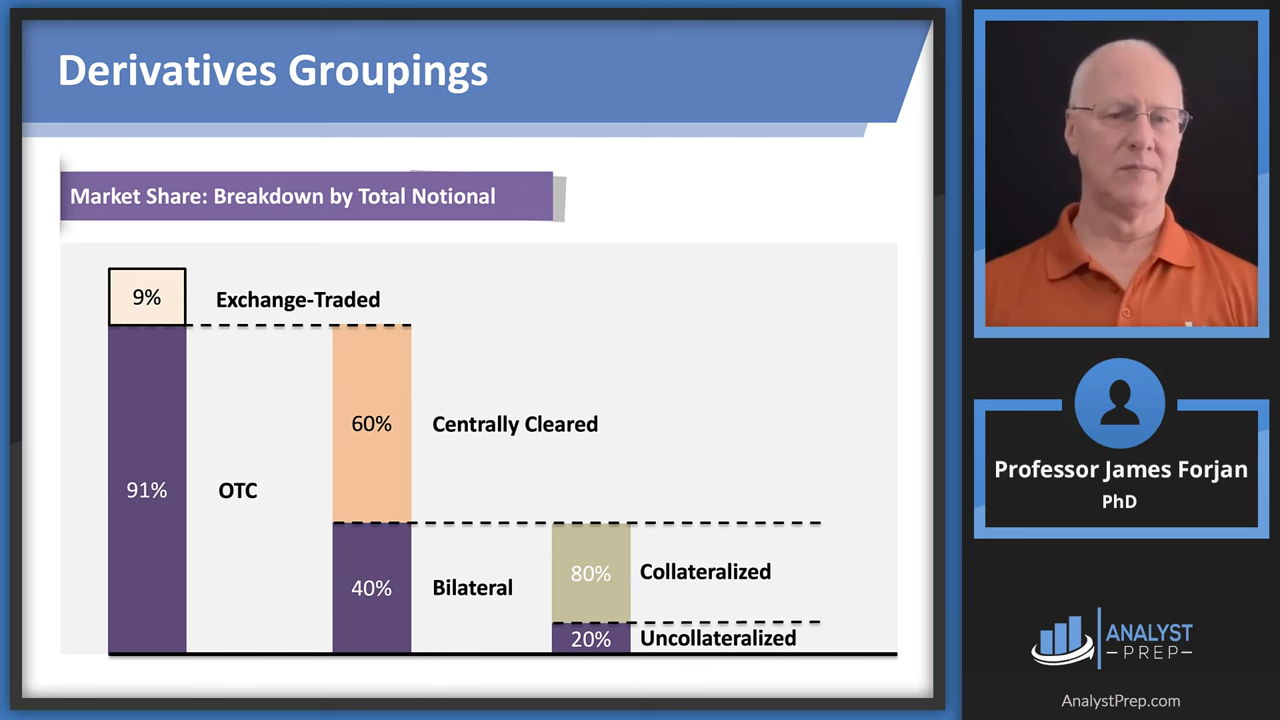 Derivatives Groupings
Market Share: Breakdown by Total Notional
9%
Exchange-Traded
60%
Centrally Cleared
91%
OTC
80%
Collateralized
40%
Bilateral
20%
Uncollateralized
Professor James Forjan
PhD
ANALYST
PREP
AnalystPrep.com